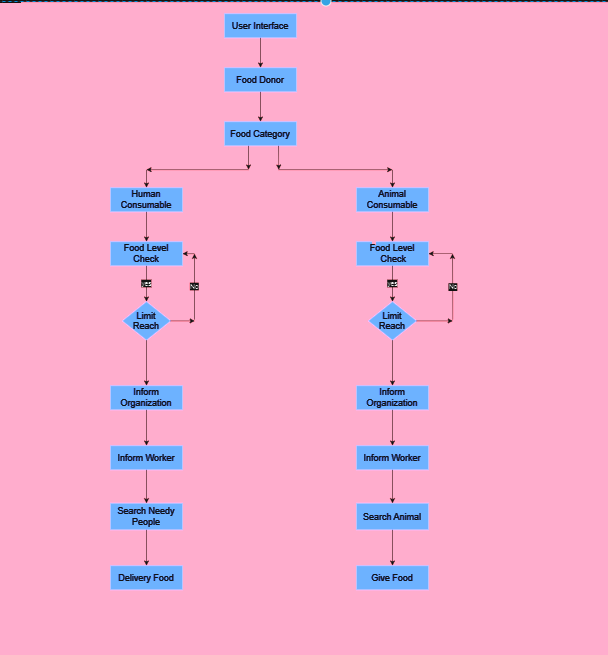 User Interface
Food Donor
Food Category
Human
Consumable
Animal
Consumable
Food Level
Check
Food Level
Check
yes
No
yes
No
Limit
Reach
Limit
Reach
Inform
Organization
Inform
Organization
Inform Worker
Inform Worker
Search Needy
People
Search Animal
Delivery Food
Give Food